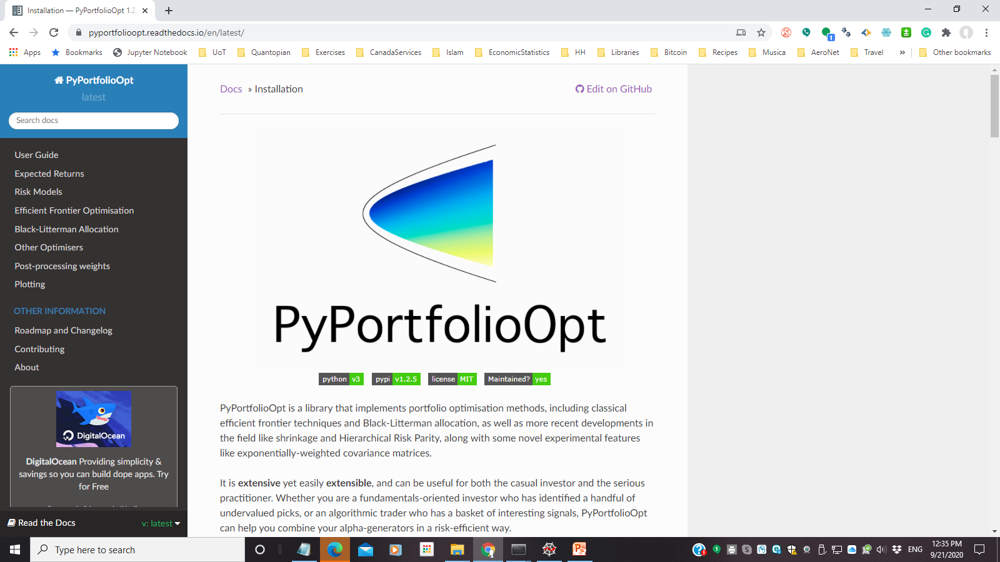 Installation — PyPortfolioOpt 1.2.
pyportfolioopt.readthedocs.io/en/latest/
1
Apps Bookmarks Jupyter Notebook UoT Quantopian Exercises CanadaServices Islam EconomicStatistics HH Libraries Bitcoin Recipes Musica AeroNet Travel » Other bookmarks
PyPortfolioOpt
latest
Search docs
User Guide
Expected Returns
Risk Models
Efficient Frontier Optimisation
Black-Litterman Allocation
Other Optimisers
Post-processing weights
Plotting
OTHER INFORMATION
Roadmap and Changelog
Contributing
About
DigitalOcean
DigitalOcean Providing simplicity &
savings so you can build dope apps. Try
for Free
Read the Docs v: latest
Docs » Installation Edit on GitHub
PyPortfolioOpt
python v3 pypi v1.2.5 license MIT Maintained? yes
PyPortfolioOpt is a library that implements portfolio optimisation methods, including classical
efficient frontier techniques and Black-Litterman allocation, as well as more recent developments in
the field like shrinkage and Hierarchical Risk Parity, along with some novel experimental features
like exponentially-weighted covariance matrices.
It is extensive yet easily extensible, and can be useful for both the casual investor and the serious
practitioner. Whether you are a fundamentals-oriented investor who has identified a handful of
undervalued picks, or an algorithmic trader who has a basket of interesting signals, PyPortfolioOpt
can help you combine your alpha-generators in a risk-efficient way.
Type here to search
ENG
12:35 PM
9/21/2020